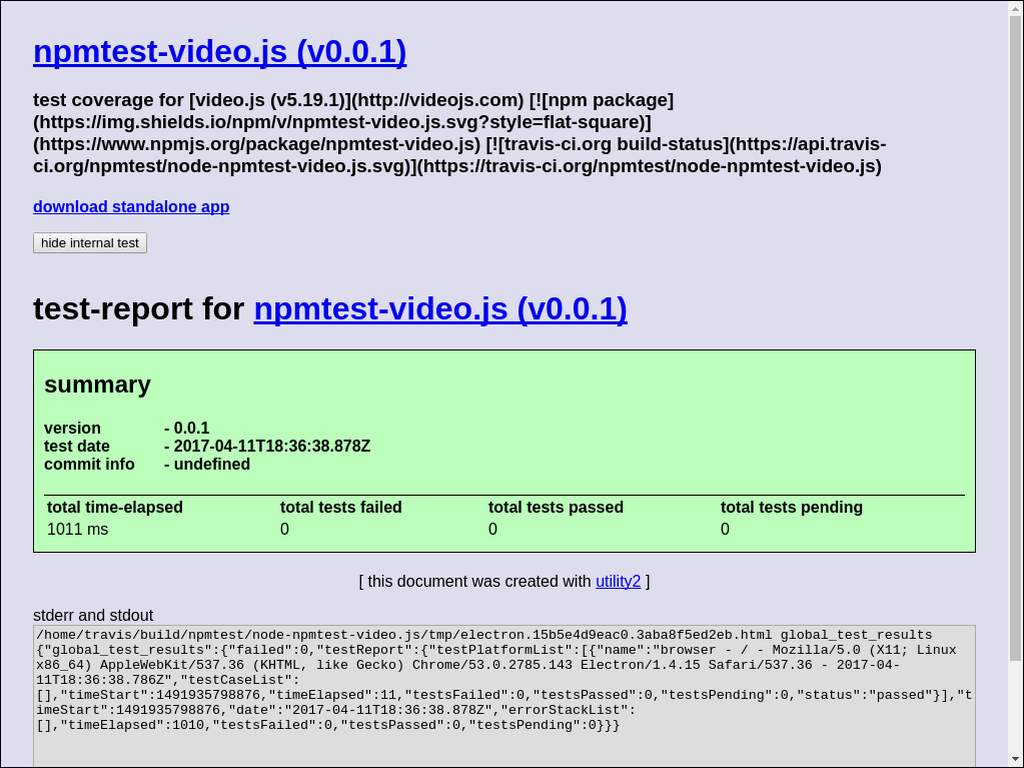 npmtest-video.js (v0.0.1)
test coverage for [video.js (v5.19.1)](http://videojs.com) [![npm package]
(https://img.shields.io/npm/v/npmtest-video.js.svg?style=flat-square)]
(https://www.npmjs.org/package/npmtest-video.js) [![travis-ci.org build-status](https://api.travis-
ci.org/npmtest/node-npmtest-video.js.svg)](https://travis-ci.org/npmtest/node-npmtest-video.js)
download standalone app
hide internal test
test-report for npmtest-video.js (v0.0.1)
summary
version - 0.0.1
test date - 2017-04-11T18:36:38.878Z
commit info - undefined
total time-elapsed total tests failed total tests passed total tests pending
1011 ms 0 0 0
[ this document was created with utility2 ]
stderr and stdout
/home/travis/build/npmtest/node-npmtest-video.js/tmp/electron.15b5e4d9eac0.3aba8f5ed2eb.html global_test_results
{"global_test_results":{"failed":0,"testReport":{"testPlatformList":[{"name":"browser - / - Mozilla/5.0 (X11; Linux
x86_64) AppleWebKit/537.36 (KHTML, like Gecko) Chrome/53.0.2785.143 Electron/1.4.15 Safari/537.36 - 2017-04-
11T18:36:38.786Z","testCaseList":
[],"timeStart":1491935798876,"timeElapsed":11,"testsFailed":0,"testsPassed":0,"testsPending":0,"status":"passed"}],"t
imeStart":1491935798876,"date":"2017-04-11T18:36:38.878Z","errorStackList":
[],"timeElapsed":1010,"testsFailed":0,"testsPassed":0,"testsPending":0}}}